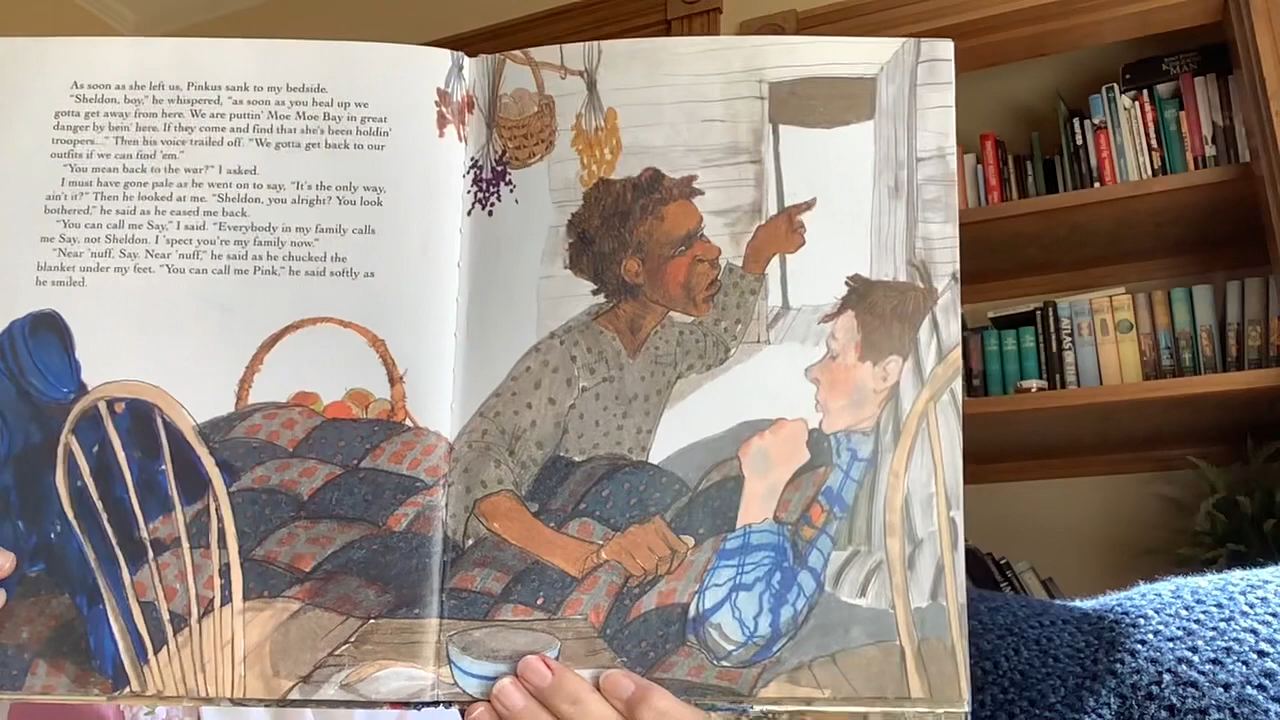 As soon as she left us, Pinkus sank to my bedside.
"Sheldon, boy," he whispered, "as soon as you heal up we
gotta get away from here. We are puttin' Moe Moe Bay in great
danger by bein' here. If they come and find that she's been holdin'
troopers..." Then his voice trailed off. "We gotta get back to our
outfits if we can find 'em."
"You mean back to the war?" I asked.
I must have gone pale as he went on to say, "It's the only way,
ain't it?" Then he looked at me. "Sheldon, you alright? You look
bothered," he said as he eased me back.
"You can call me Say," I said. "Everybody in my family calls
me Say, not Sheldon. I 'spect you're my family now."
"Near 'nuff, Say. Near 'nuff," he said as he chucked the
blanket under my feet. "You can call me Pink," he said softly as
he smiled.
MAN
ATLAS OF THE